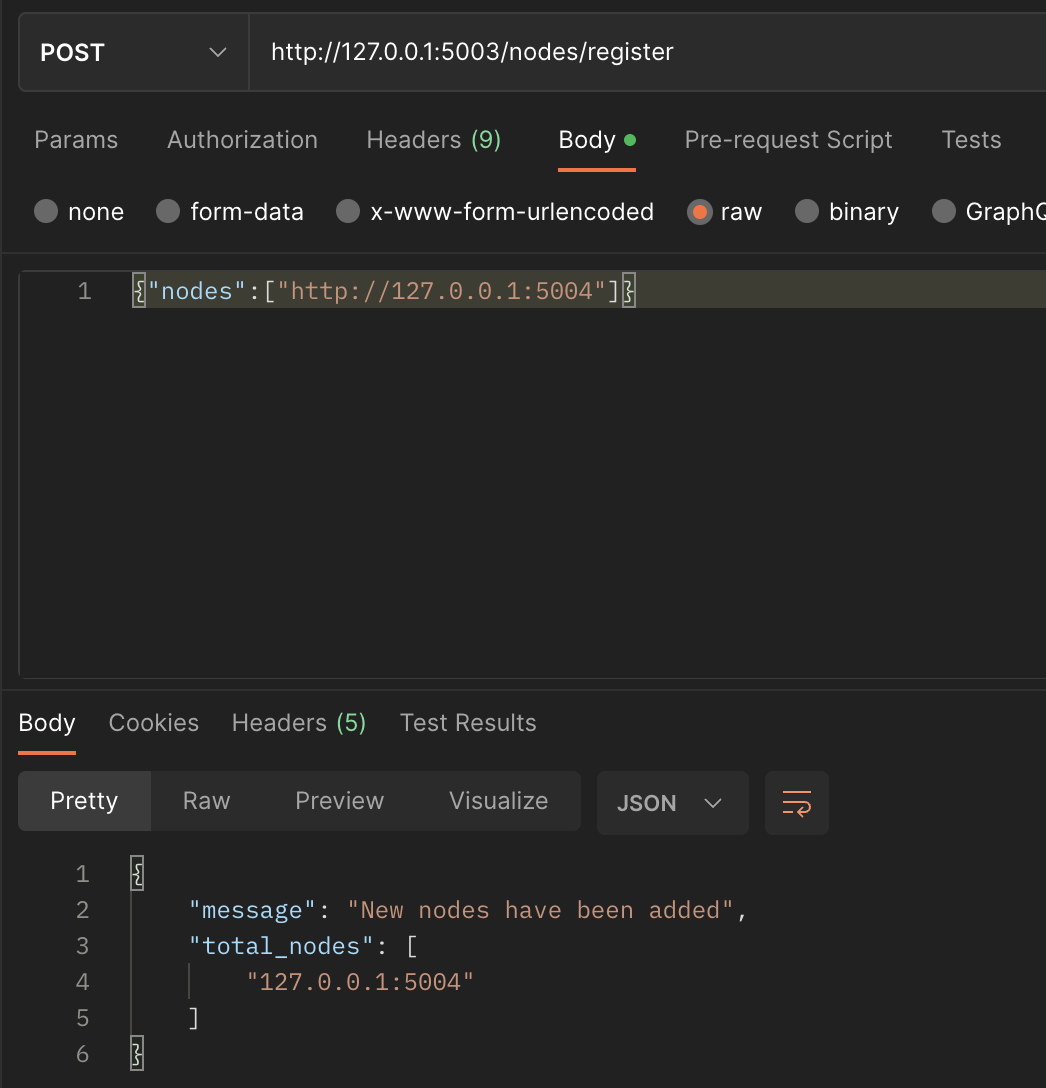 POST http://127.0.0.1:5003/nodes/register
Params Authorization Headers (9) Body Pre-request Script Tests
none form-data x-www-form-urlencoded raw binary GraphQ
1 {"nodes":["http://127.0.0.1:5004"]}
Body Cookies Headers (5) Test Results
Pretty Raw Preview Visualize JSON
1 {
2 "message": "New nodes have been added",
3 "total_nodes": [
4 "127.0.0.1:5004"
5 ]
6 }